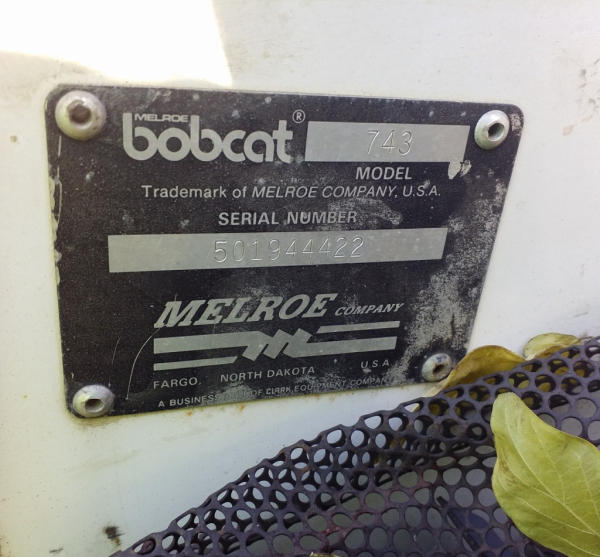 MELROE
bobcat ® 743
MODEL
Trademark of MELROE COMPANY, U.S.A.
SERIAL NUMBER
501944422
MELROE COMPANY
FARGO, NORTH DAKOTA U.S.A
A BUSINESS OF CLARK EQUIPMENT COMPANY